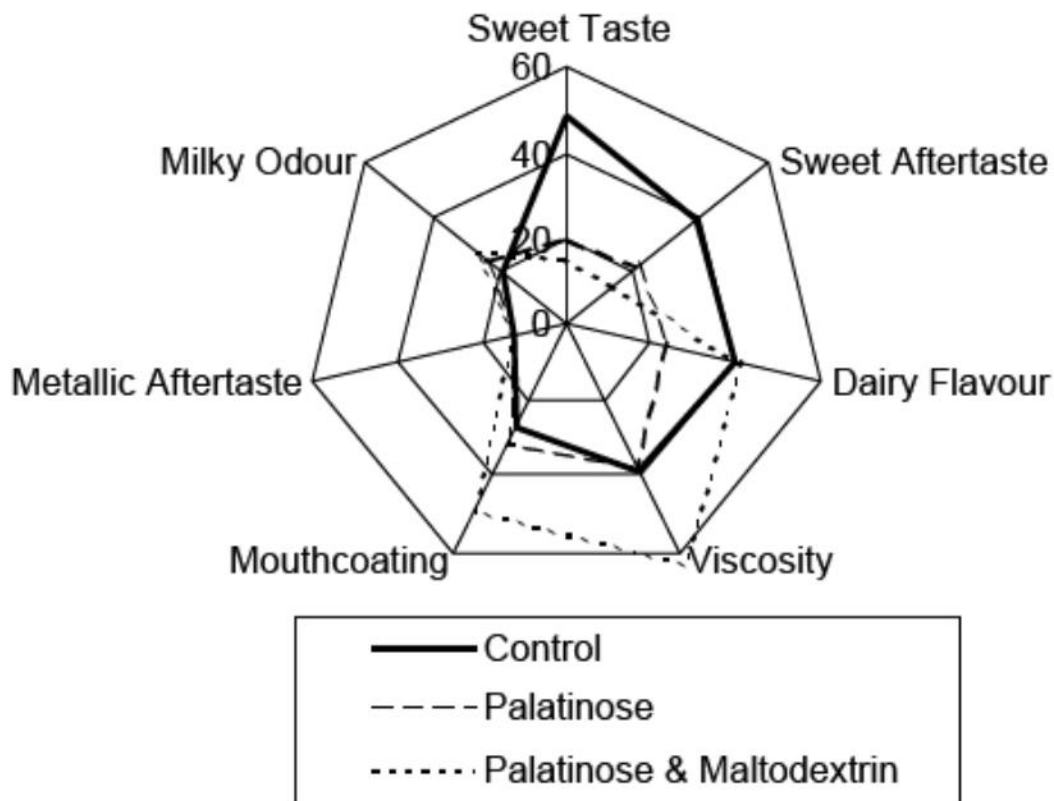 Sweet Taste
60
Milky Odour
40
Sweet Aftertaste
20
0
Metallic Aftertaste
Dairy Flavour
Mouthcoating
Viscosity
Control
Palatinose
Palatinose & Maltodextrin